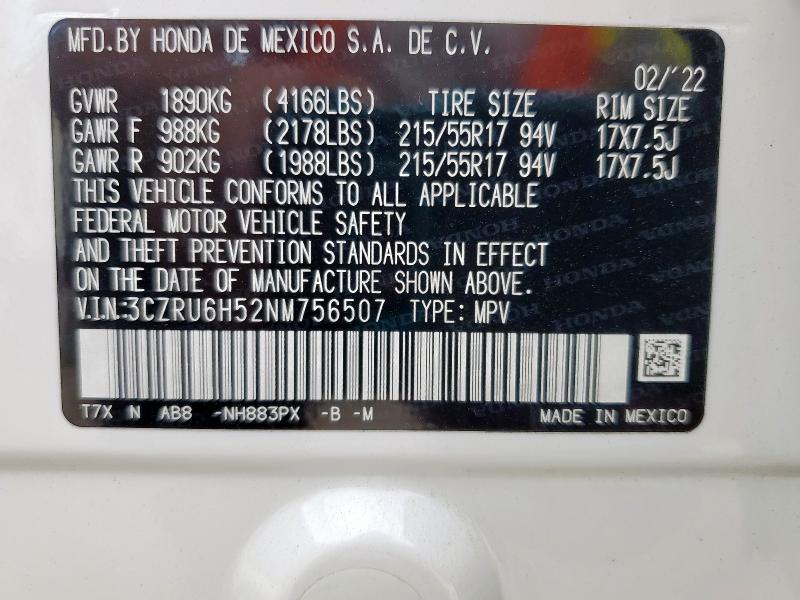 MFD.BY HONDA DE MEXICO S.A. DE C.V.
02/'22
GVWR 1890KG (4166LBS) TIRE SIZE RIM SIZE
GAWR F 988KG (2178LBS) 215/55R17 94V 17X7.5J
GAWR R 902KG (1988LBS) 215/55R17 94V 17X7.5J
THIS VEHICLE CONFORMS TO ALL APPLICABLE
FEDERAL MOTOR VEHICLE SAFETY
AND THEFT PREVENTION STANDARDS IN EFFECT
ON THE DATE OF MANUFACTURE SHOWN ABOVE.
V.I.N:3CZRU6H52NM756507 TYPE: MPV
T7X N AB8 -NH883PX -B -M MADE IN MEXICO